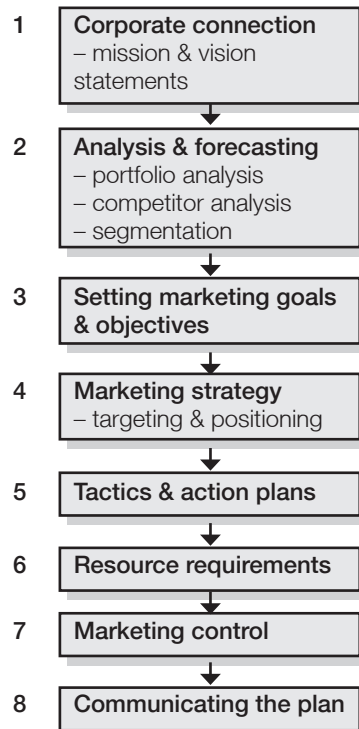 1 Corporate connection
– mission & vision
statements
2 Analysis & forecasting
– portfolio analysis
– competitor analysis
– segmentation
3 Setting marketing goals
& objectives
4 Marketing strategy
– targeting & positioning
5 Tactics & action plans
6 Resource requirements
7 Marketing control
8 Communicating the plan